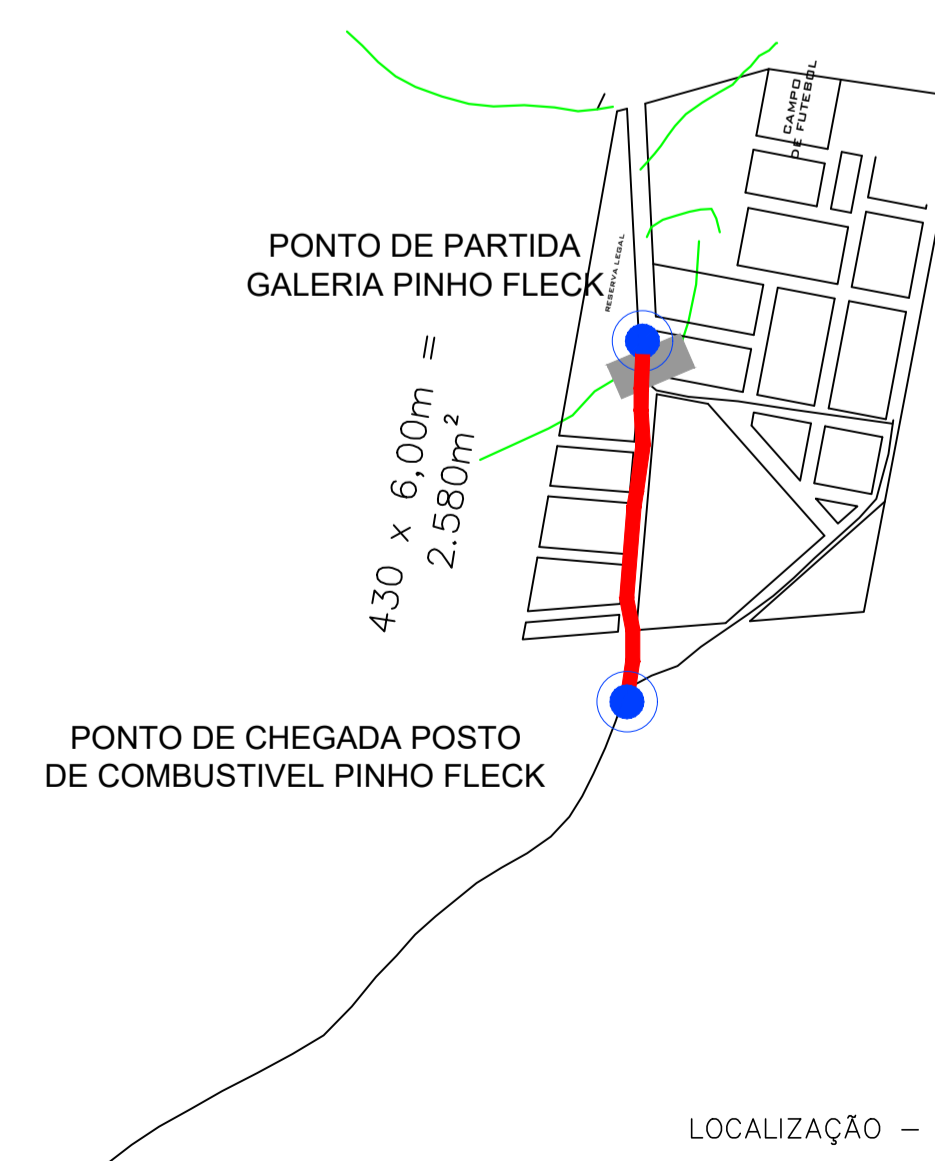 CAMPO
DE FUTEBOL
PONTO DE PARTIDA
GALERIA PINHO FLECK
RESERVA LEGAL
430 x 6,00m =
2.580m²
PONTO DE CHEGADA POSTO
DE COMBUSTIVEL PINHO FLECK
LOCALIZAÇÃO –